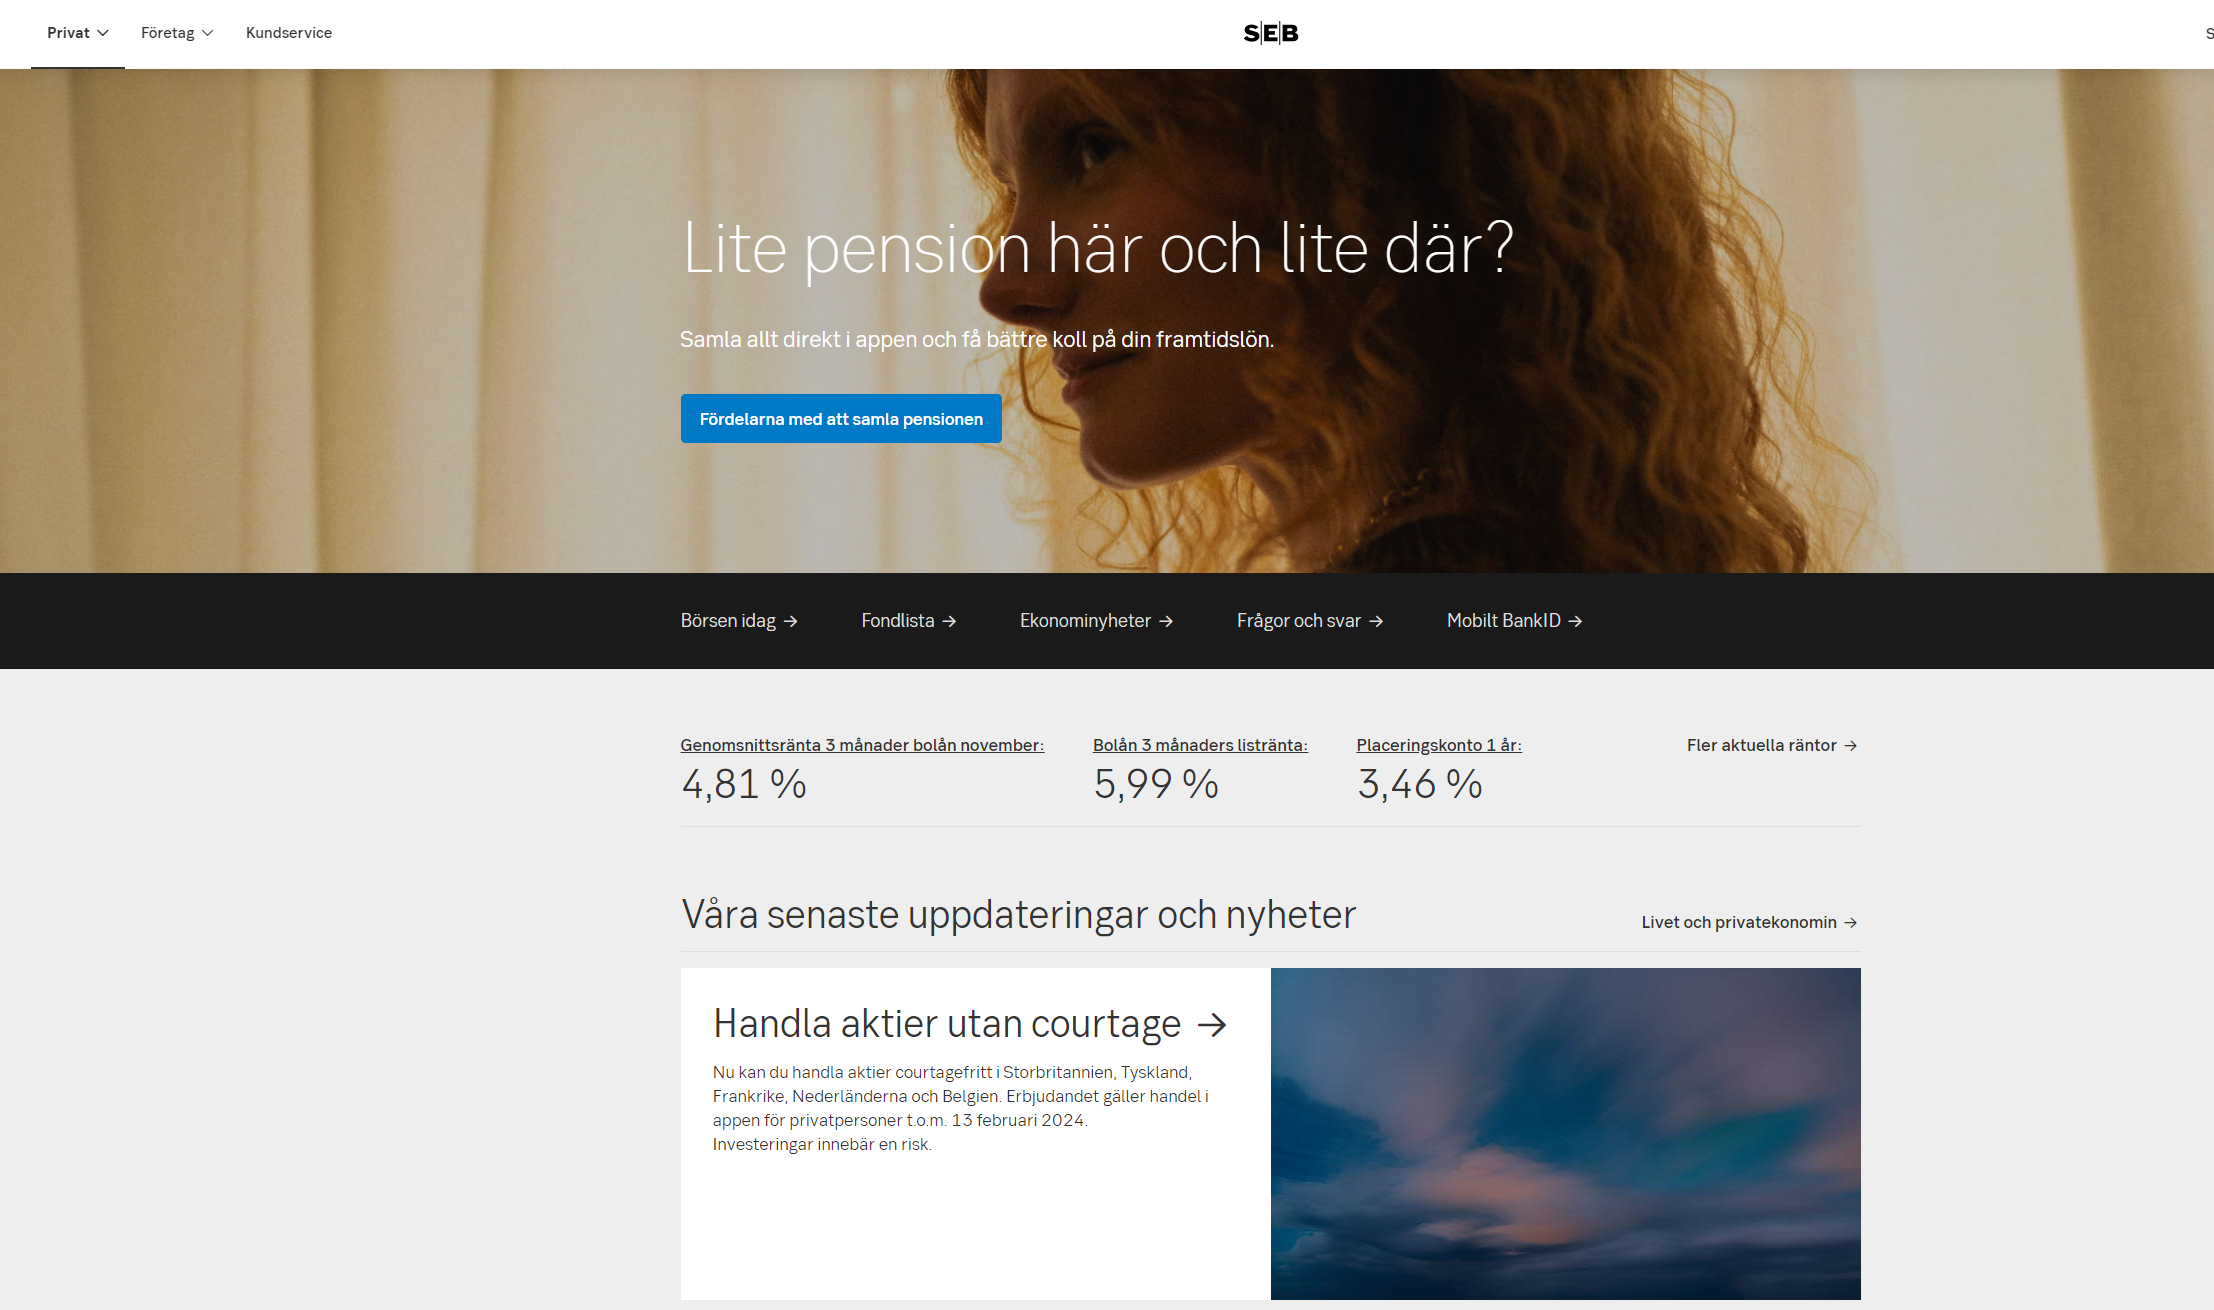 Privat
Företag
Kundservice
SEB
S
Lite pension här och lite där?
Samla allt direkt i appen och få bättre koll på din framtidslön.
Fördelarna med att samla pensionen
Börsen idag →
Fondlista →
Ekonominyheter →
Frågor och svar →
Mobilt BankID →
Genomsnittsränta 3 månader bolån november:
4,81 %
Bolån 3 månaders listränta:
5,99 %
Placeringskonto 1 år:
3,46 %
Fler aktuella räntor →
Våra senaste uppdateringar och nyheter
Livet och privatekonomin →
Handla aktier utan courtage →
Nu kan du handla aktier courtagefritt i Storbritannien, Tyskland,
Frankrike, Nederländerna och Belgien. Erbjudandet gäller handel i
appen för privatpersoner t.o.m. 13 februari 2024.
Investeringar innebär en risk.